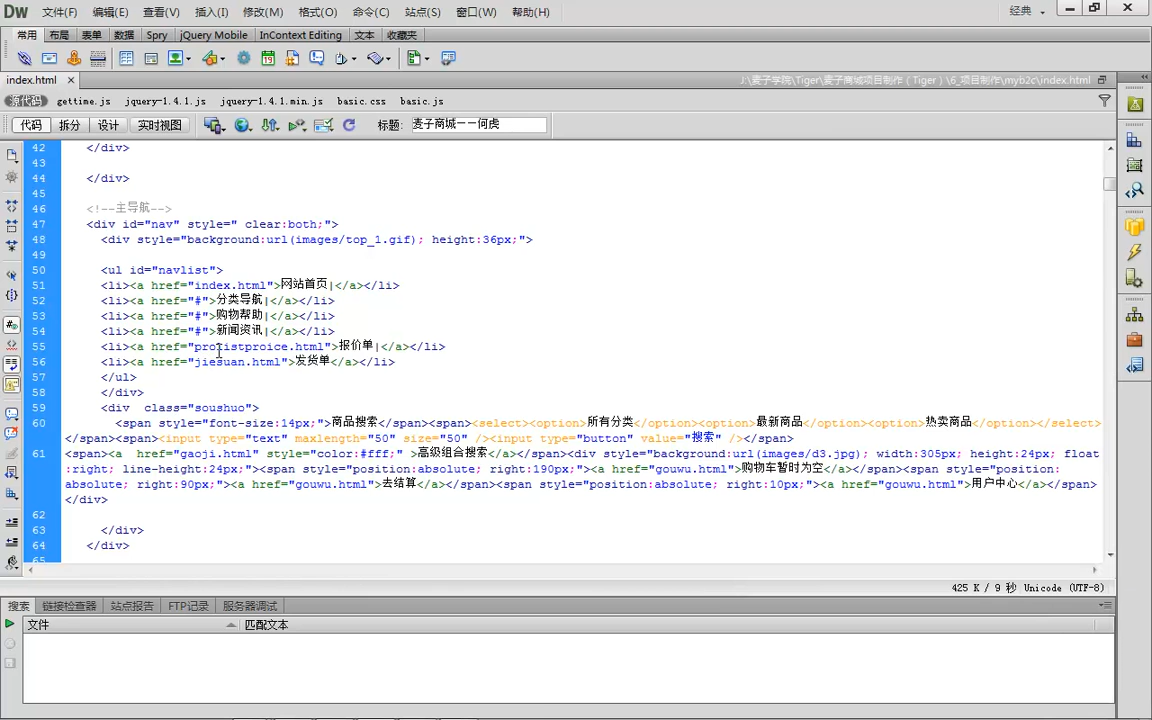 Dw 文件(F) 编辑(E) 查看(V) 插入(I) 修改(M) 格式(O) 命令(C) 站点(S) 窗口(W) 帮助(H) 经典
常用 布局 表单 数据 Spry jQuery Mobile InContext Editing 文本 收藏夹
index.html J:\麦子学院\Tiger\麦子商城项目制作（Tiger）\6_项目制作\myb2c\index.html
源代码 gettime.js jquery-1.4.1.js jquery-1.4.1.min.js basic.css basic.js
代码 拆分 设计 实时视图 标题: 麦子商城——何虎
42 </div>
43
44 </div>
45
46 <!--主导航-->
47 <div id="nav" style=" clear:both;">
48 <div style="background:url(images/top_1.gif); height:36px;">
49
50 <ul id="navlist">
51 <li><a href="index.html">网站首页|</a></li>
52 <li><a href="#">分类导航|</a></li>
53 <li><a href="#">购物帮助|</a></li>
54 <li><a href="#">新闻资讯|</a></li>
55 <li><a href="prolistproice.html">报价单|</a></li>
56 <li><a href="jiesuan.html">发货单</a></li>
57 </ul>
58 </div>
59 <div  class="soushuo">
60 <span style="font-size:14px;">商品搜索</span><span><select><option>所有分类</option><option>最新商品</option><option>热卖商品</option></select>
</span><span><input type="text" maxlength="50" size="50" /><input type="button" value="搜索" /></span>
61 <span><a  href="gaoji.html" style="color:#fff;" >高级组合搜索</a></span><div style="background:url(images/d3.jpg); width:305px; height:24px; float
:right; line-height:24px;"><span style="position:absolute; right:190px;"><a href="gouwu.html">购物车暂时为空</a></span><span style="position:
absolute; right:90px;"><a href="gouwu.html">去结算</a></span><span style="position:absolute; right:10px;"><a href="gouwu.html">用户中心</a></span>
</div>
62
63 </div>
64 </div>
65
425 K / 9 秒 Unicode (UTF-8)
搜索 链接检查器 站点报告 FTP记录 服务器调试
文件 匹配文本